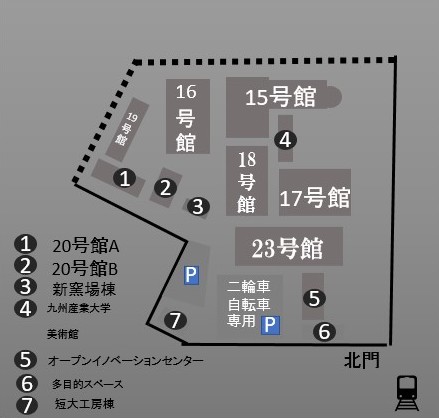 16号館
15号館
19号館
4
18号館
1
2
3
17号館
23号館
P
二輪車
自転車
専用 P
5
7
6
北門
1 20号館A
2 20号館B
3 新窯場棟
4 九州産業大学
美術館
5 オープンイノベーションセンター
6 多目的スペース
7 短大工房棟